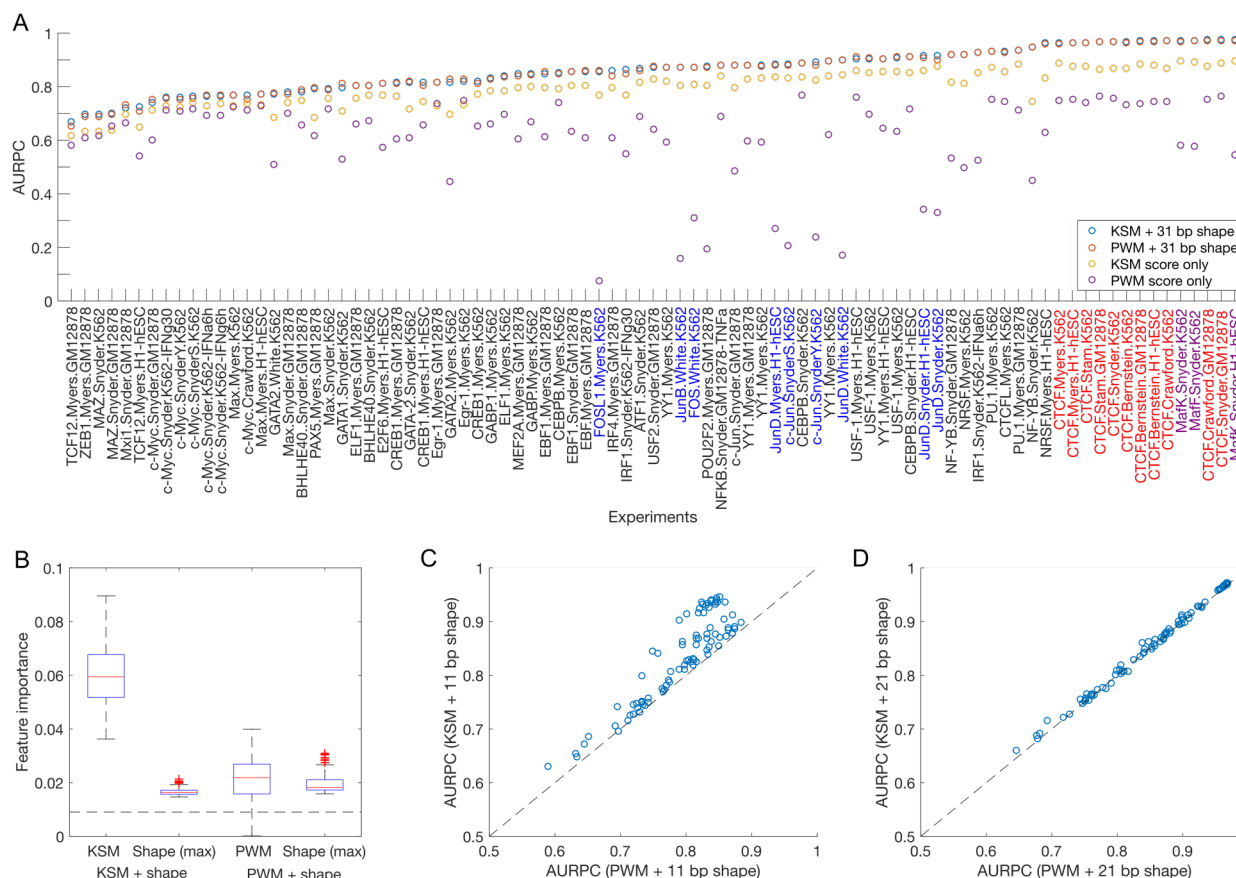 A
AURPC
1
0.8
0.6
0.4
0.2
0
KSM + 31 bp shape
PWM + 31 bp shape
KSM score only
PWM score only
TCF12.Myers.GM12878
ZEB1.Myers.GM12878
MAZ.Snyder.K562
MAZ.Snyder.GM12878
Mxi1.Snyder.GM12878
TCF12.Myers.H1-hESC
c-Myc.Snyder.GM12878
c-Myc.Snyder.K562-IFNg30
c-Myc.SnyderY.K562
c-Myc.SnyderS.K562
c-Myc.Snyder.K562-IFNa6h
c-Myc.Snyder.K562-IFNg6h
Max.Myers.K562
c-Myc.Crawford.K562
Max.Myers.H1-hESC
GATA2.White.K562
Max.Snyder.GM12878
BHLHE40..Snyder.GM12878
PAX5.Myers.GM12878
Max.Snyder.K562
GATA1.Snyder.K562
ELF1.Myers.GM12878
BHLHE40.Snyder.K562
E2F6.Myers.H1-hESC
CREB1.Myers.GM12878
GATA-2.Snyder.K562
CREB1.Myers.H1-hESC
Egr-1.Myers.GM12878
GATA2.Myers.K562
Egr-1.Myers.K562
CREB1.Myers.K562
GABP1.Myers.K562
ELF1.Myers.K562
MEF2A.Myers.GM12878
GABP.Myers.GM12878
EBF1.Myers.GM12878
CEBPB.Myers.K562
EBF1.Snyder.GM12878
EBF.Myers.GM12878
FOSL1.Myers.K562
IRF4.Myers.GM12878
IRF1.Snyder.K562-IFNg30
ATF1.Snyder.K562
USF2.Snyder.GM12878
YY1.Myers.K562
JunB.White.K562
FOS.White.K562
POU2F2.Myers.GM12878
NFKB.Snyder.GM12878-TNFa
c-Jun.Snyder.GM12878
YY1.Myers.GM12878
YY1.Myers.K562
JunD.Myers.H1-hESC
c-Jun.SnyderS.K562
CEBPB.Snyder.K562
c-Jun.SnyderY.K562
YY1.Myers.GM12878
JunD.White.K562
USF-1.Myers.H1-hESC
USF-1.Myers.K562
YY1.Myers.H1-hESC
USF-1.Myers.GM12878
CEBPB.Snyder.H1-hESC
JunD.Snyder.H1-hESC
JunD.Snyder.K562
NF-YB.Snyder.GM12878
NRSF.Myers.K562
IRF1.Snyder.K562-IFNa6h
PU.1.Myers.K562
CTCFL.Myers.K562
PU.1.Myers.GM12878
NF-YB.Snyder.K562
NRSF.Myers.H1-hESC
CTCF.Myers.K562
CTCF.Myers.H1-hESC
CTCF.Stam.K562
CTCF.Stam.GM12878
CTCF.Snyder.K562
CTCF.Bernstein.K562
CTCF.Bernstein.GM12878
CTCF.Bernstein.H1-hESC
CTCF.Crawford.K562
MafK.Snyder.K562
MafF.Snyder.K562
CTCF.Crawford.GM12878
CTCF.Snyder.GM12878
MafK.Snyder.H1-hESC
Experiments
B
Feature importance
0.1
0.08
0.06
0.04
0.02
0
KSM Shape (max) PWM Shape (max)
KSM + shape PWM + shape
C
AURPC (KSM + 11 bp shape)
1
0.9
0.8
0.7
0.6
0.5
0.5 0.6 0.7 0.8 0.9 1
AURPC (PWM + 11 bp shape)
D
AURPC (KSM + 21 bp shape)
1
0.9
0.8
0.7
0.6
0.5
0.5 0.6 0.7 0.8 0.9
AURPC (PWM + 21 bp shape)